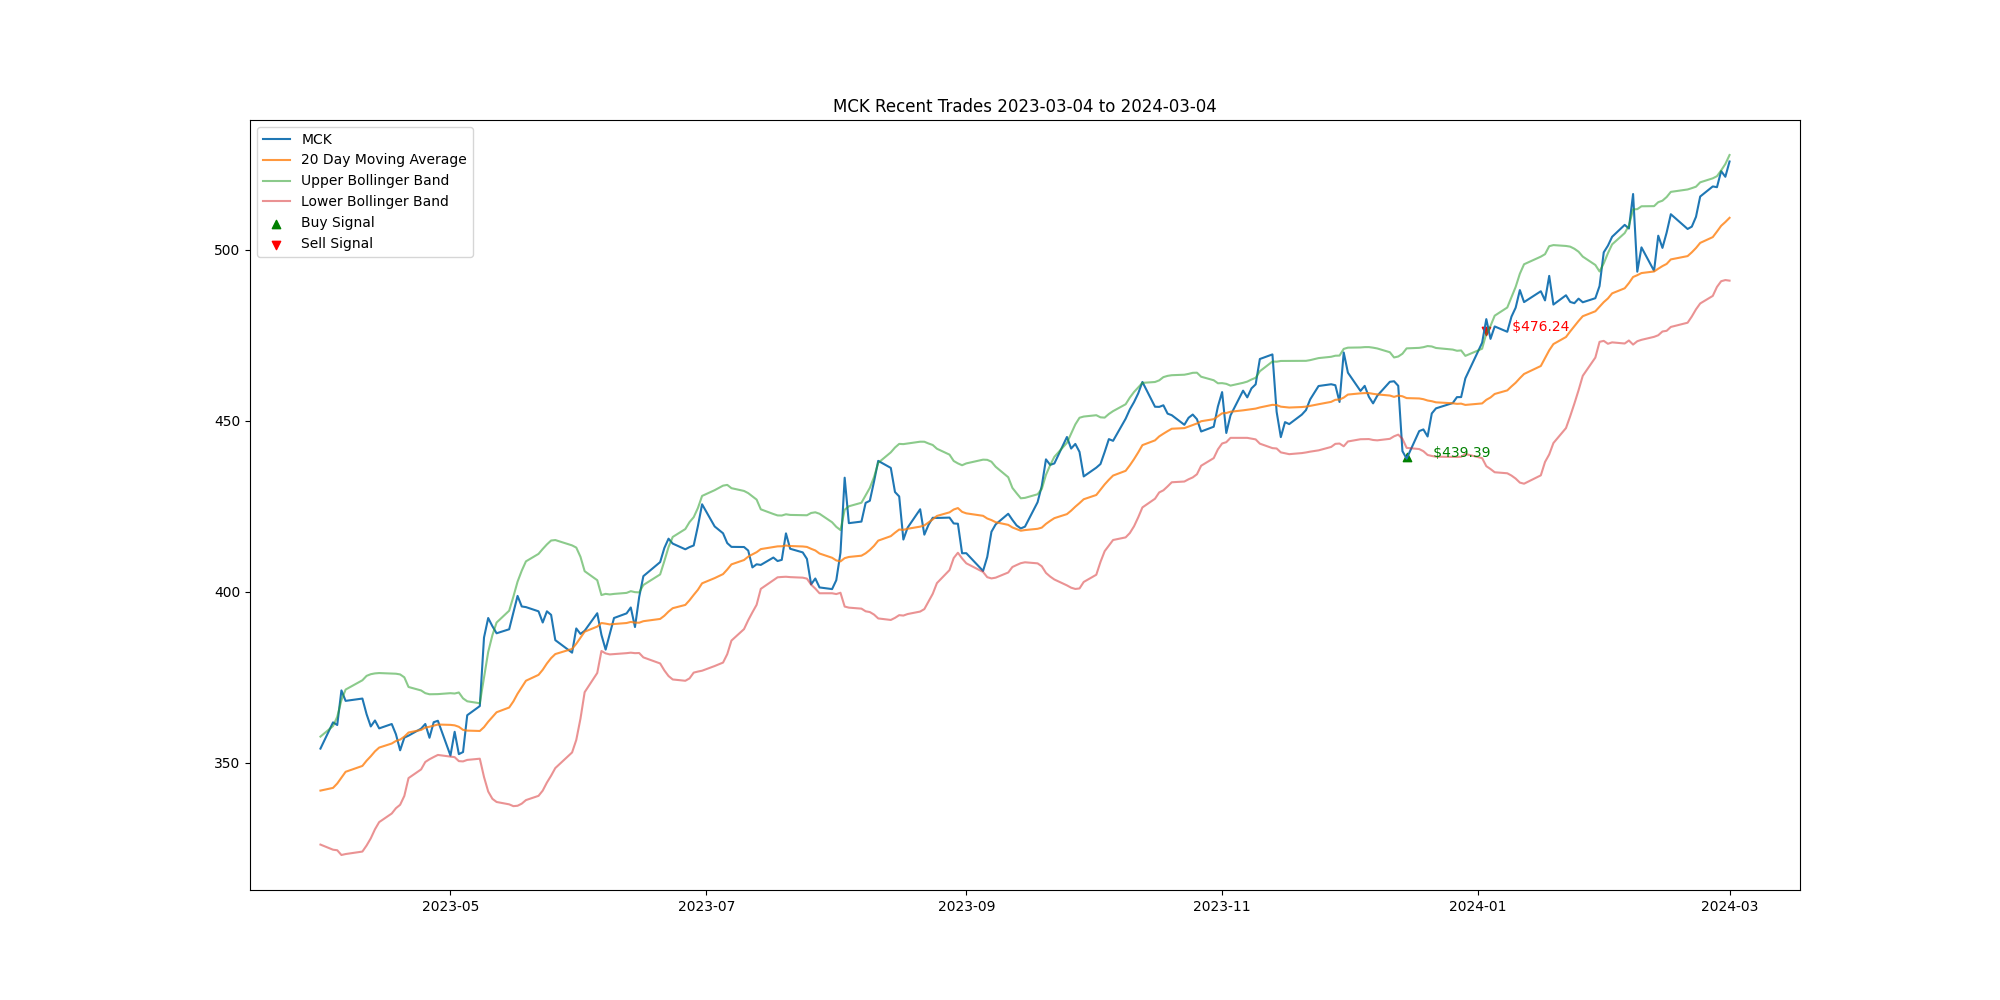 MCK Recent Trades 2023-03-04 to 2024-03-04
MCK
20 Day Moving Average
Upper Bollinger Band
Lower Bollinger Band
Buy Signal
Sell Signal
500
450
400
350
$476.24
$439.39
2023-05
2023-07
2023-09
2023-11
2024-01
2024-03